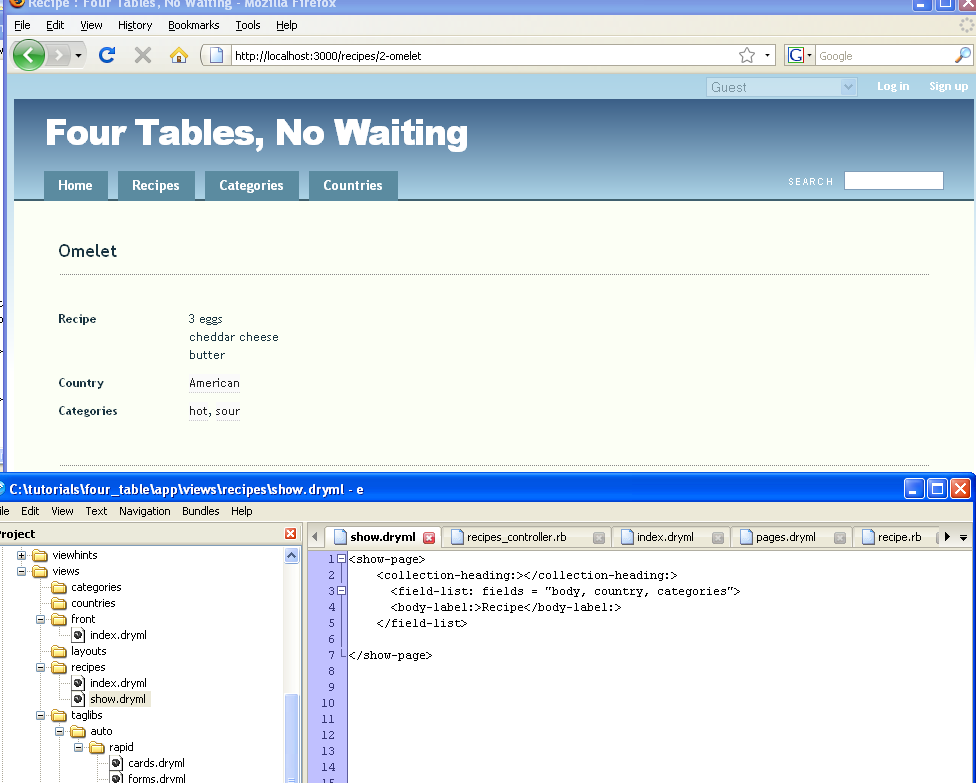 Recipe : Four Tables, No Waiting - Mozilla Firefox
File Edit View History Bookmarks Tools Help
http://localhost:3000/recipes/2-omelet
G Google
Guest Log in Sign up
Four Tables, No Waiting
Home Recipes Categories Countries SEARCH
Omelet
Recipe 3 eggs
cheddar cheese
butter
Country American
Categories hot, sour
C:\tutorials\four_table\app\views\recipes\show.dryml - e
ile Edit View Text Navigation Bundles Help
roject
show.dryml recipes_controller.rb index.dryml pages.dryml recipe.rb
viewhints
views
categories
countries
front
index.dryml
layouts
recipes
index.dryml
show.dryml
taglibs
auto
rapid
cards.dryml
forms.dryml
1 <show-page>
2 <collection-heading:></collection-heading:>
3 <field-list: fields = "body, country, categories">
4 <body-label:>Recipe</body-label:>
5 </field-list>
6
7 </show-page>
8
9
10
11
12
13
14
15